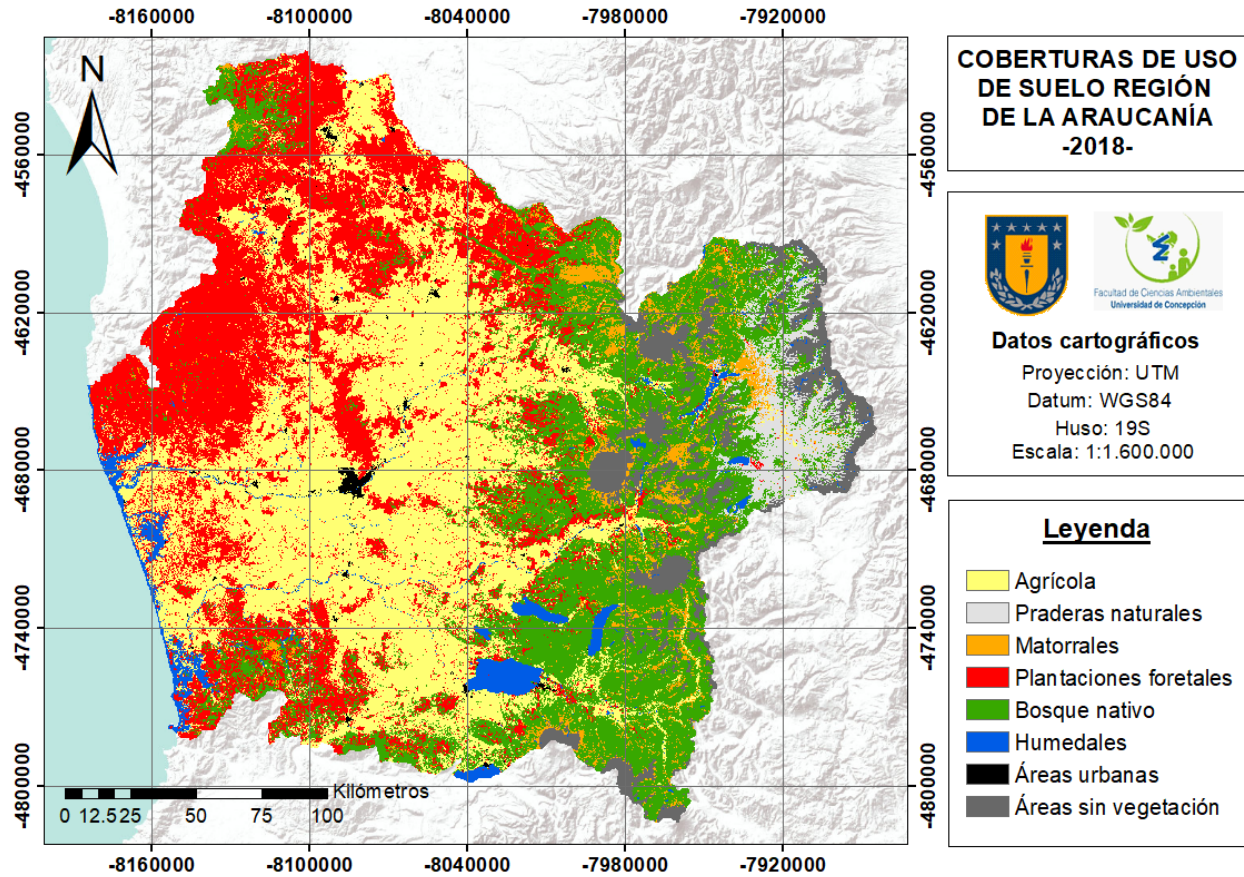 -8160000 -8100000 -8040000 -7980000 -7920000
N
-4560000
-4620000
-4680000
-4740000
-4800000
-4560000
-4620000
-4680000
-4740000
-4800000
Kilómetros
0 12.5 25 50 75 100
-8160000 -8100000 -8040000 -7980000 -7920000
COBERTURAS DE USO
DE SUELO REGIÓN
DE LA ARAUCANÍA
-2018-
Facultad de Ciencias Ambientales
Universidad de Concepción
Datos cartográficos
Proyección: UTM
Datum: WGS84
Huso: 19S
Escala: 1:1.600.000
Leyenda
Agrícola
Praderas naturales
Matorrales
Plantaciones foretales
Bosque nativo
Humedales
Áreas urbanas
Áreas sin vegetación